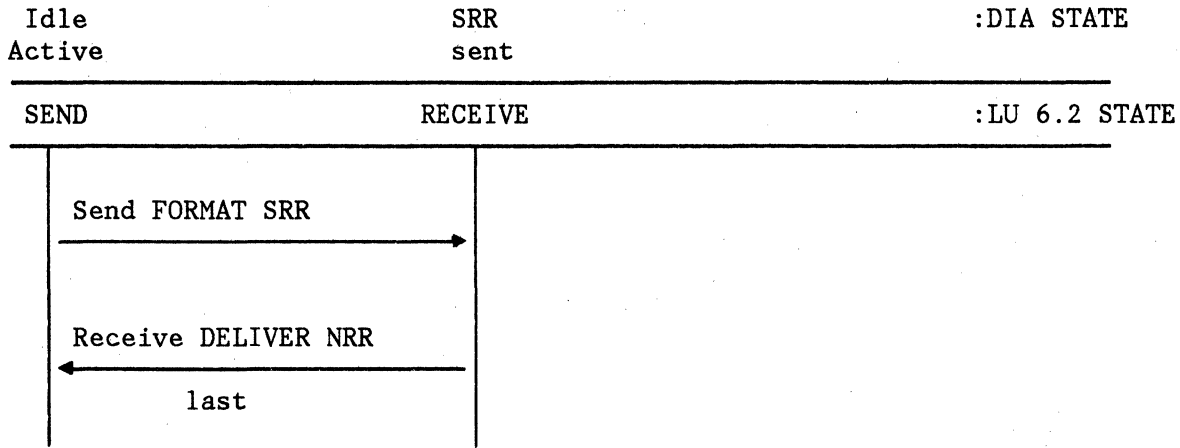 Idle SRR :DIA STATE
Active sent
SEND RECEIVE :LU 6.2 STATE
Send FORMAT SRR
Receive DELIVER NRR
last